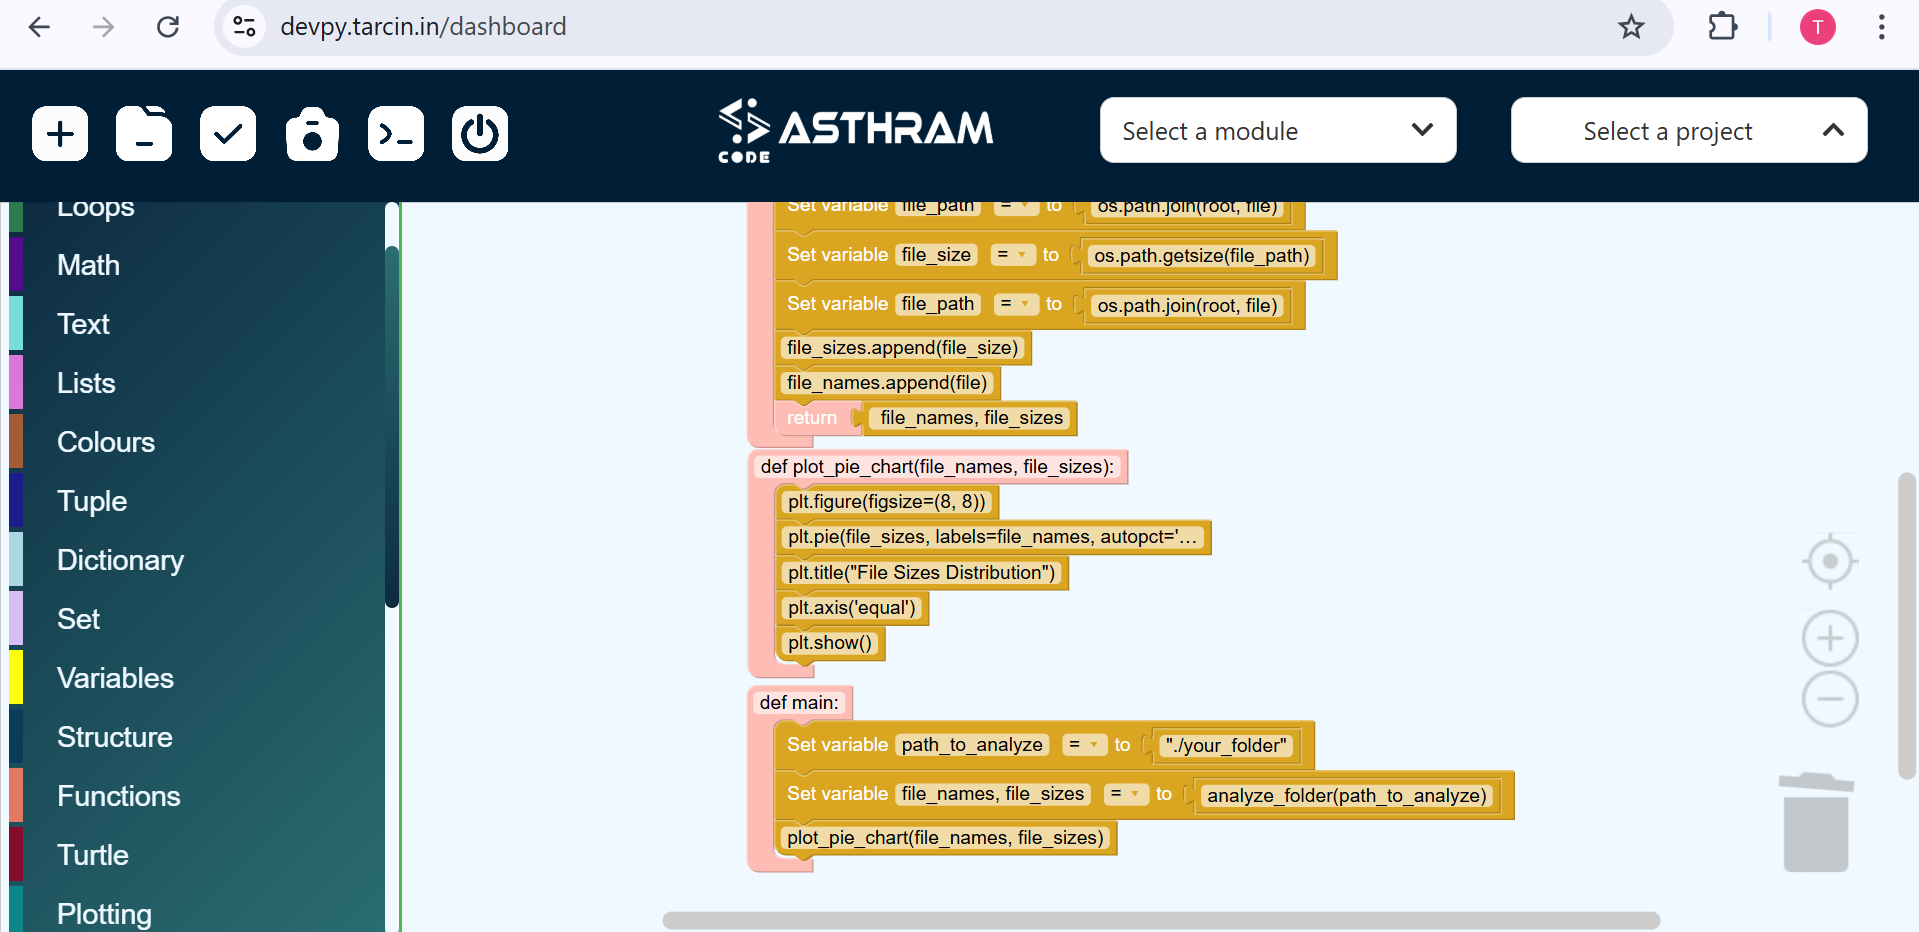 devpy.tarcin.in/dashboard
T
ASTHRAM
CODE
Select a module
Select a project
Loops
Math
Text
Lists
Colours
Tuple
Dictionary
Set
Variables
Structure
Functions
Turtle
Plotting
Set variable file_path = to os.path.join(root, file)
Set variable file_size = to os.path.getsize(file_path)
Set variable file_path = to os.path.join(root, file)
file_sizes.append(file_size)
file_names.append(file)
return file_names, file_sizes
def plot_pie_chart(file_names, file_sizes):
plt.figure(figsize=(8, 8))
plt.pie(file_sizes, labels=file_names, autopct='...
plt.title("File Sizes Distribution")
plt.axis('equal')
plt.show()
def main:
Set variable path_to_analyze = to "./your_folder"
Set variable file_names, file_sizes = to analyze_folder(path_to_analyze)
plot_pie_chart(file_names, file_sizes)